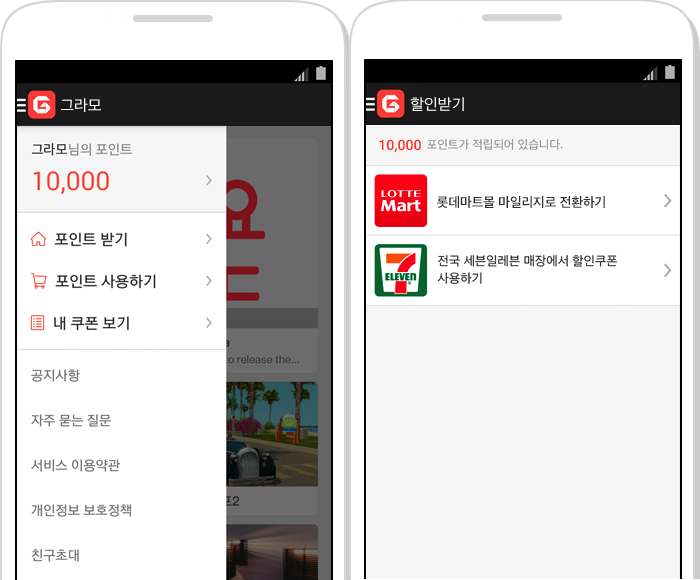 그라모
그라모님의 포인트
10,000
포인트 받기
포인트 사용하기
내 쿠폰 보기
공지사항
자주 묻는 질문
서비스 이용약관
개인정보 보호정책
친구초대
요
a
to release the...
프2
할인받기
10,000 포인트가 적립되어 있습니다.
LOTTE
Mart
롯데마트몰 마일리지로 전환하기
7
ELEVEN
전국 세븐일레븐 매장에서 할인쿠폰
사용하기